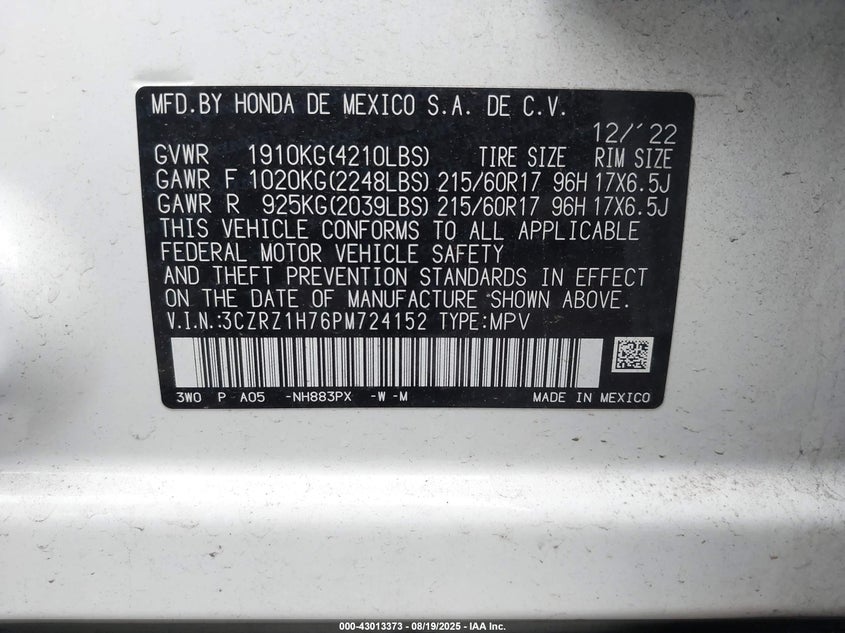 MFD.BY HONDA DE MEXICO S.A. DE C.V.
12/'22
GVWR 1910KG(4210LBS) TIRE SIZE RIM SIZE
GAWR F 1020KG(2248LBS) 215/60R17 96H 17X6.5J
GAWR R 925KG(2039LBS) 215/60R17 96H 17X6.5J
THIS VEHICLE CONFORMS TO ALL APPLICABLE
FEDERAL MOTOR VEHICLE SAFETY
AND THEFT PREVENTION STANDARDS IN EFFECT
ON THE DATE OF MANUFACTURE SHOWN ABOVE.
V.I.N.:3CZRZ1H76PM724152 TYPE:MPV
3W0 P A05 -NH883PX -W -M MADE IN MEXICO
000-43013373 - 08/19/2025 - IAA Inc.